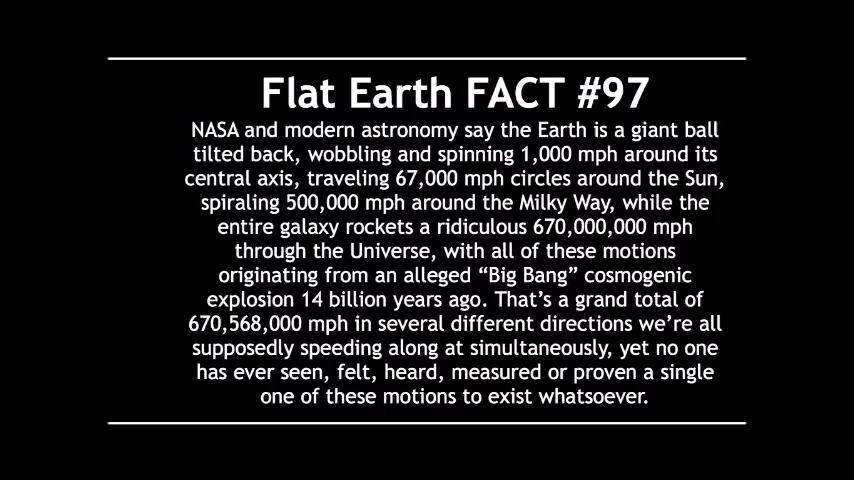 Flat Earth FACT #97
NASA and modern astronomy say the Earth is a giant ball
tilted back, wobbling and spinning 1,000 mph around its
central axis, traveling 67,000 mph circles around the Sun,
spiraling 500,000 mph around the Milky Way, while the
entire galaxy rockets a ridiculous 670,000,000 mph
through the Universe, with all of these motions
originating from an alleged “Big Bang” cosmogenic
explosion 14 billion years ago. That’s a grand total of
670,568,000 mph in several different directions we’re all
supposedly speeding along at simultaneously, yet no one
has ever seen, felt, heard, measured or proven a single
one of these motions to exist whatsoever.